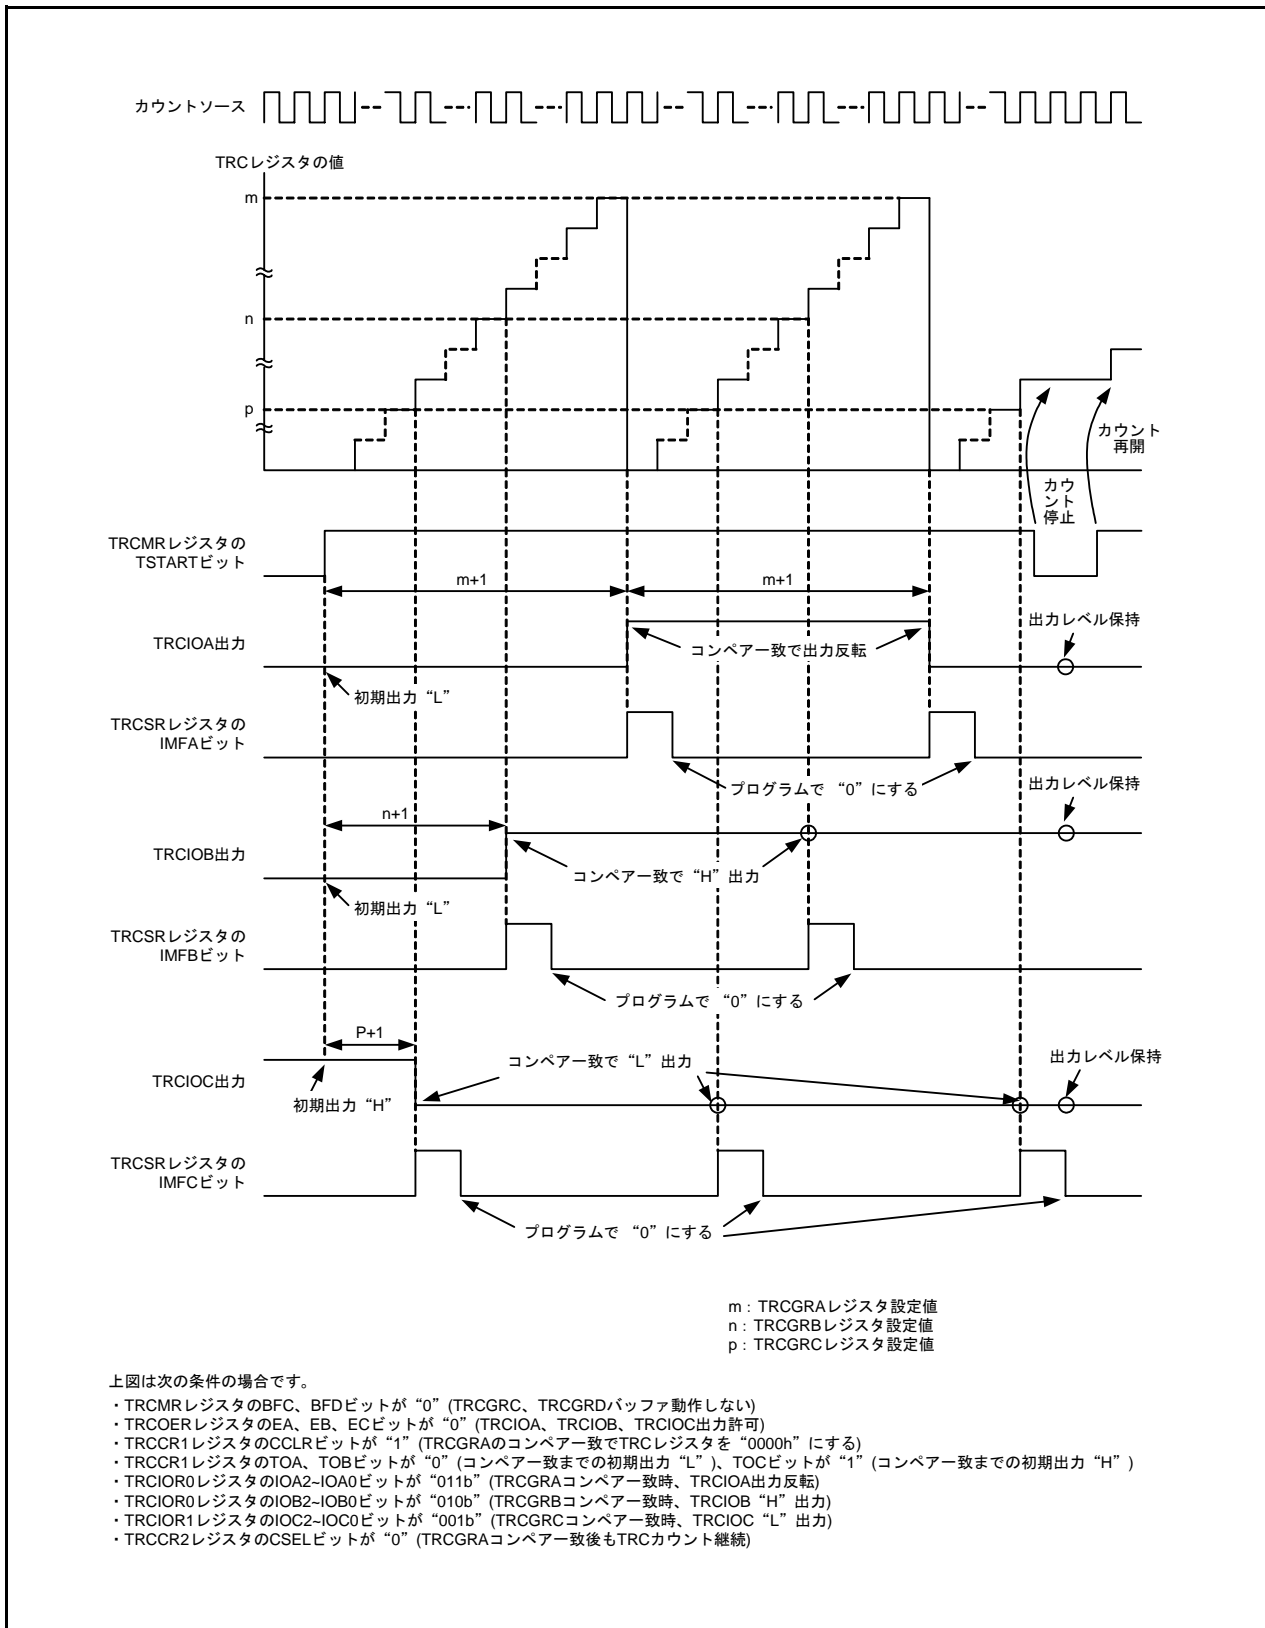 カウントソース
TRCレジスタの値
m
n
p
カウント
再開
カウ
ント
停止
TRCMRレジスタの
TSTARTビット
m+1
m+1
出力レベル保持
TRCIOA出力
コンペア一致で出力反転
初期出力“L”
TRCSRレジスタの
IMFAビット
プログラムで “0”にする
出力レベル保持
n+1
TRCIOB出力
コンペア一致で“H”出力
初期出力“L”
TRCSRレジスタの
IMFBビット
プログラムで “0”にする
P+1
コンペア一致で“L”出力
出力レベル保持
TRCIOC出力
初期出力“H”
TRCSRレジスタの
IMFCビット
プログラムで “0”にする
m：TRCGRAレジスタ設定値
n：TRCGRBレジスタ設定値
p：TRCGRCレジスタ設定値
上図は次の条件の場合です。
・TRCMRレジスタのBFC、BFDビットが“0”(TRCGRC、TRCGRDバッファ動作しない)
・TRCOERレジスタのEA、EB、ECビットが“0”(TRCIOA、TRCIOB、TRCIOC出力許可)
・TRCCR1レジスタのCCLRビットが“1”(TRCGRAのコンペア一致でTRCレジスタを“0000h”にする)
・TRCCR1レジスタのTOA、TOBビットが“0”(コンペア一致までの初期出力“L”)、TOCビットが“1”(コンペア一致までの初期出力“H”)
・TRCIOR0レジスタのIOA2~IOA0ビットが“011b”(TRCGRAコンペア一致時、TRCIOA出力反転)
・TRCIOR0レジスタのIOB2~IOB0ビットが“010b”(TRCGRBコンペア一致時、TRCIOB“H”出力)
・TRCIOR1レジスタのIOC2~IOC0ビットが“001b”(TRCGRCコンペア一致時、TRCIOC“L”出力)
・TRCCR2レジスタのCSELビットが“0”(TRCGRAコンペア一致後もTRCカウント継続)